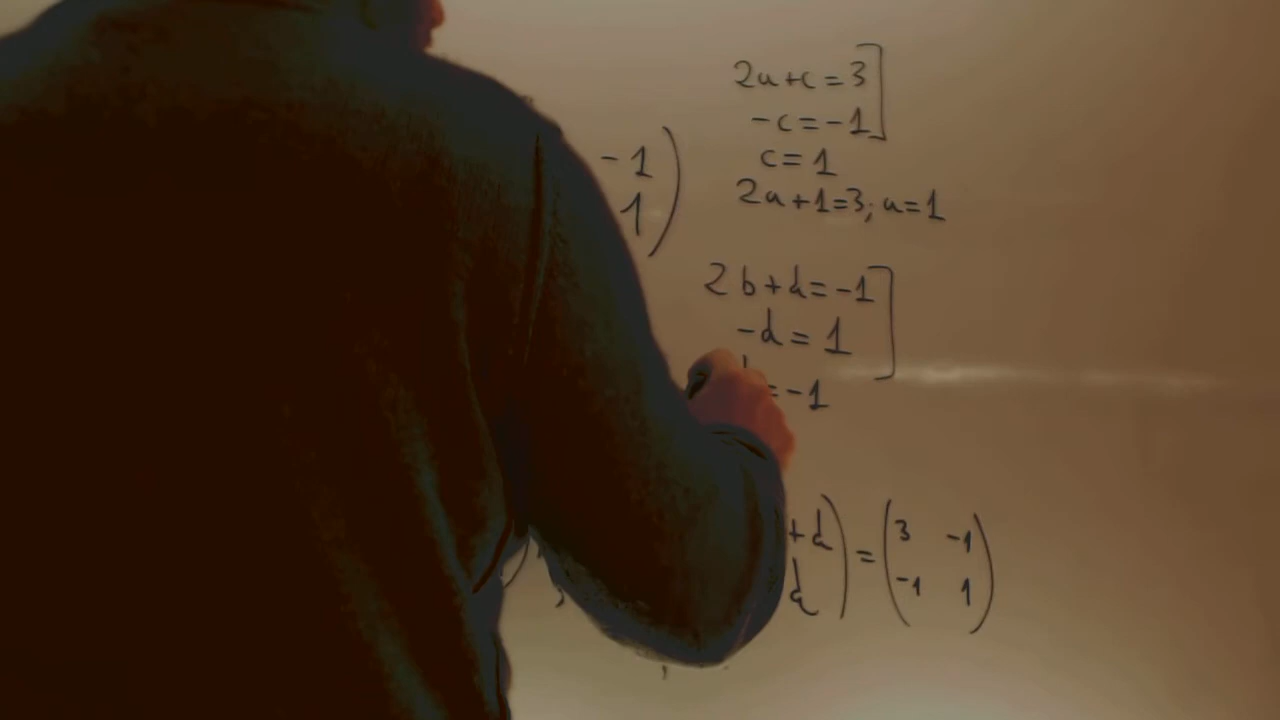 2a+c=3
-c=-1
c=1
2a+1=3; a=1
-1
1
2b+d=-1
-d=1
=-1
+d) = (3 -1
d) -1 1)